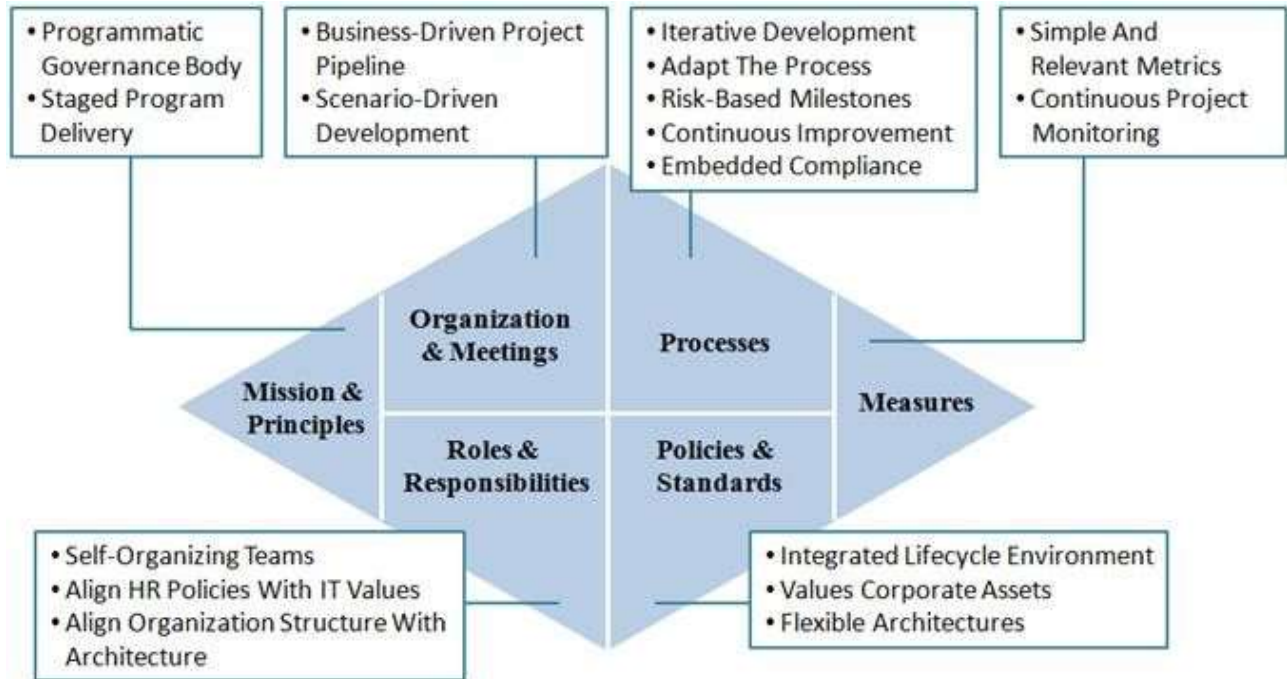 • Programmatic
Governance Body
• Staged Program
Delivery
• Business-Driven Project
Pipeline
• Scenario-Driven
Development
• Iterative Development
• Adapt The Process
• Risk-Based Milestones
• Continuous Improvement
• Embedded Compliance
• Simple And
Relevant Metrics
• Continuous Project
Monitoring
Mission &
Principles
Organization
& Meetings
Processes
Measures
Roles &
Responsibilities
Policies &
Standards
• Self-Organizing Teams
• Align HR Policies With IT Values
• Align Organization Structure With
Architecture
• Integrated Lifecycle Environment
• Values Corporate Assets
• Flexible Architectures